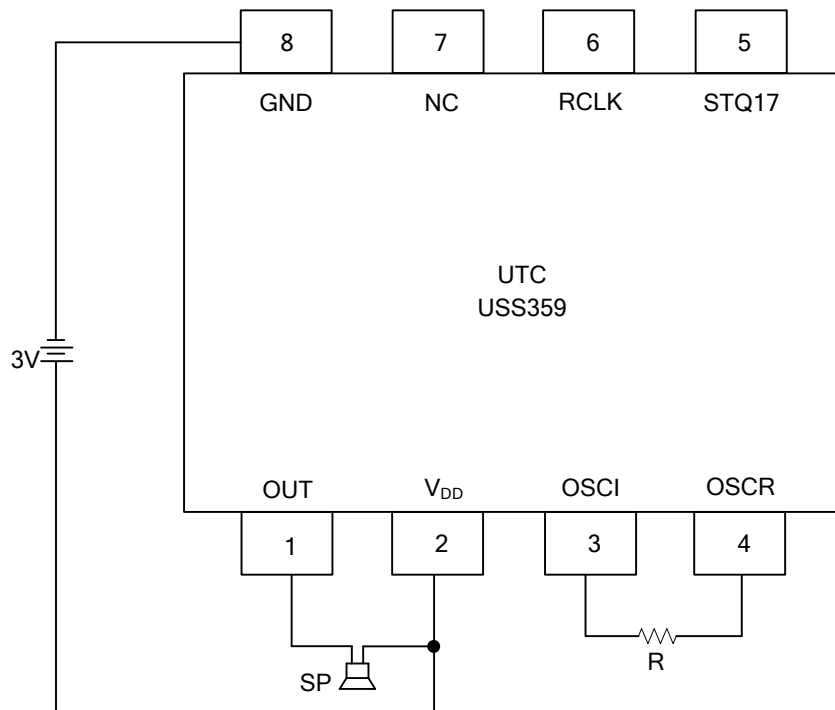 8 7 6 5
GND NC RCLK STQ17
UTC
USS359
3V
OUT VDD OSCI OSCR
1 2 3 4
R
SP